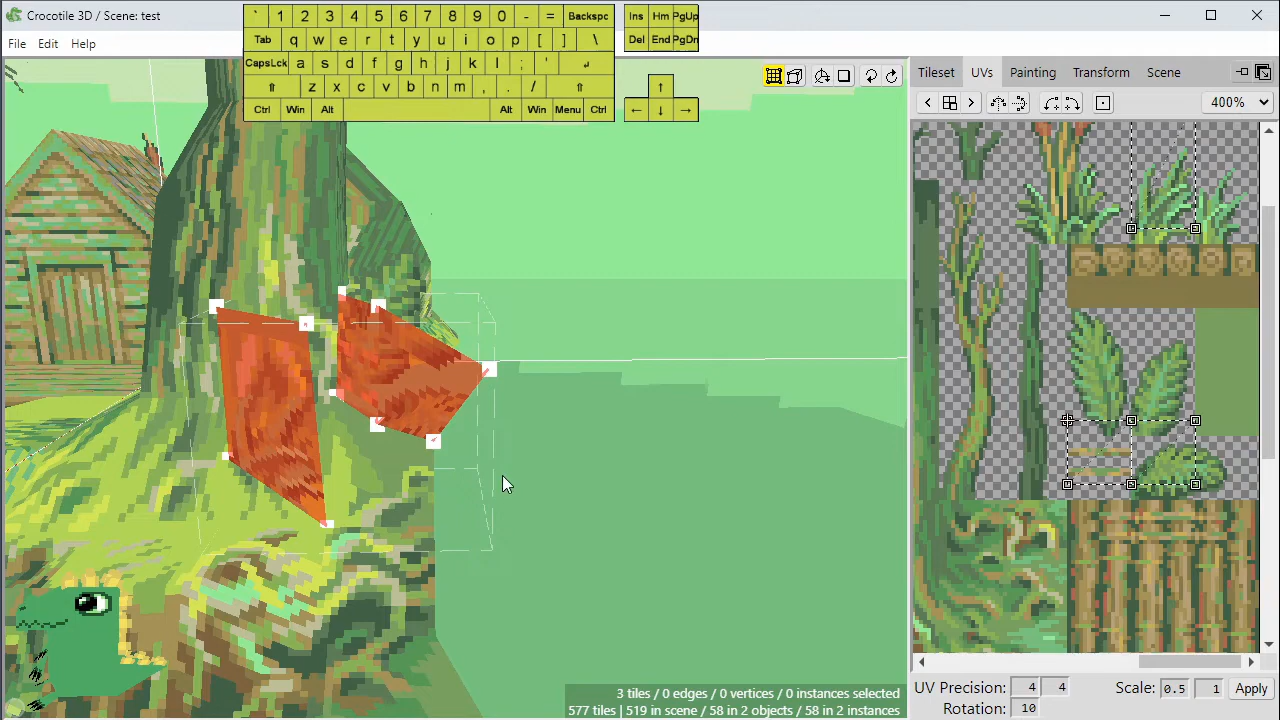 Crocotile 3D / Scene: test
File Edit Help
` 1 2 3 4 5 6 7 8 9 0 - = Backspc
Tab q w e r t y u i o p [ ] \
CapsLck a s d f g h j k l ; ' ↲
⇧ z x c v b n m , . / ⇧
Ctrl Win Alt Alt Win Menu Ctrl
Ins Hm PgUp
Del End PgDn
↑
← ↓ →
Tileset UVs Painting Transform Scene
400%
3 tiles / 0 edges / 0 vertices / 0 instances selected
577 tiles | 519 in scene / 58 in 2 objects / 58 in 2 instances
UV Precision: 4 4 Scale: 0.5 1 Apply
Rotation: 10